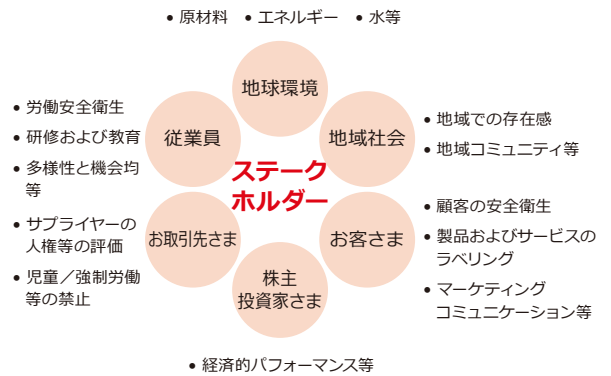 • 原材料 • エネルギー • 水等
地球環境
• 労働安全衛生
• 研修および教育
• 多様性と機会均
等
従業員
地域社会
• 地域での存在感
• 地域コミュニティ等
ステーク
ホルダー
• サプライヤーの
人権等の評価
• 児童／強制労働
等の禁止
お取引先さま
お客さま
• 顧客の安全衛生
• 製品およびサービスの
ラベリング
• マーケティング
コミュニケーション等
株主
投資家さま
• 経済的パフォーマンス等